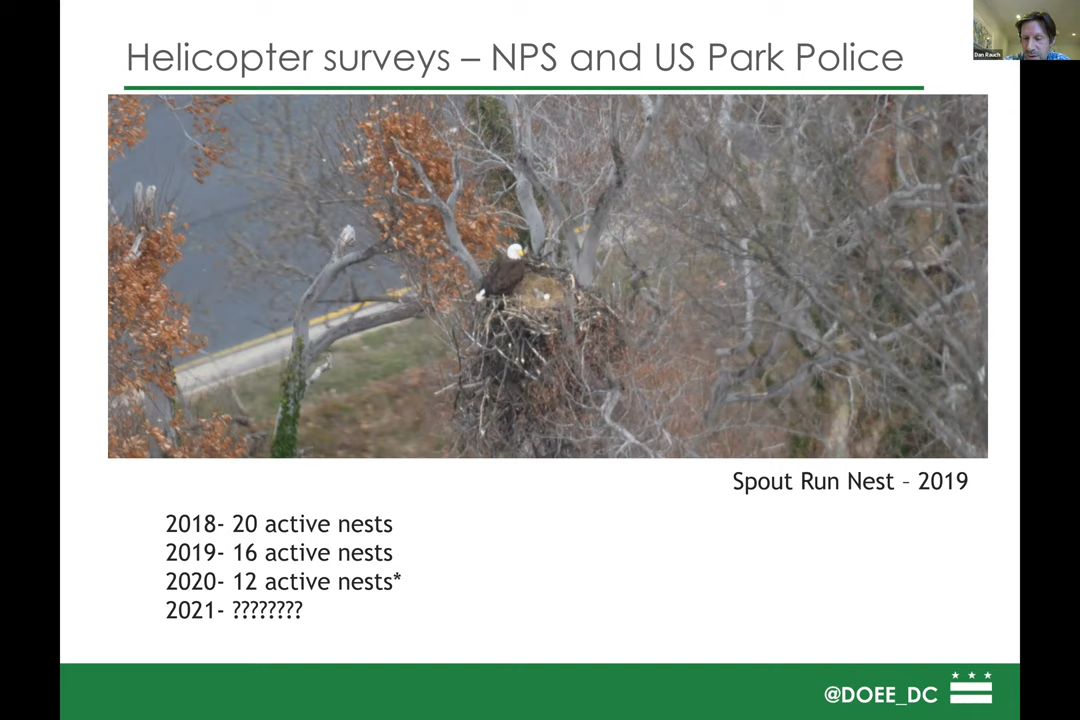 Helicopter surveys – NPS and US Park Police
Dan Rauch
Spout Run Nest – 2019
2018- 20 active nests
2019- 16 active nests
2020- 12 active nests*
2021- ????????
@DOEE_DC